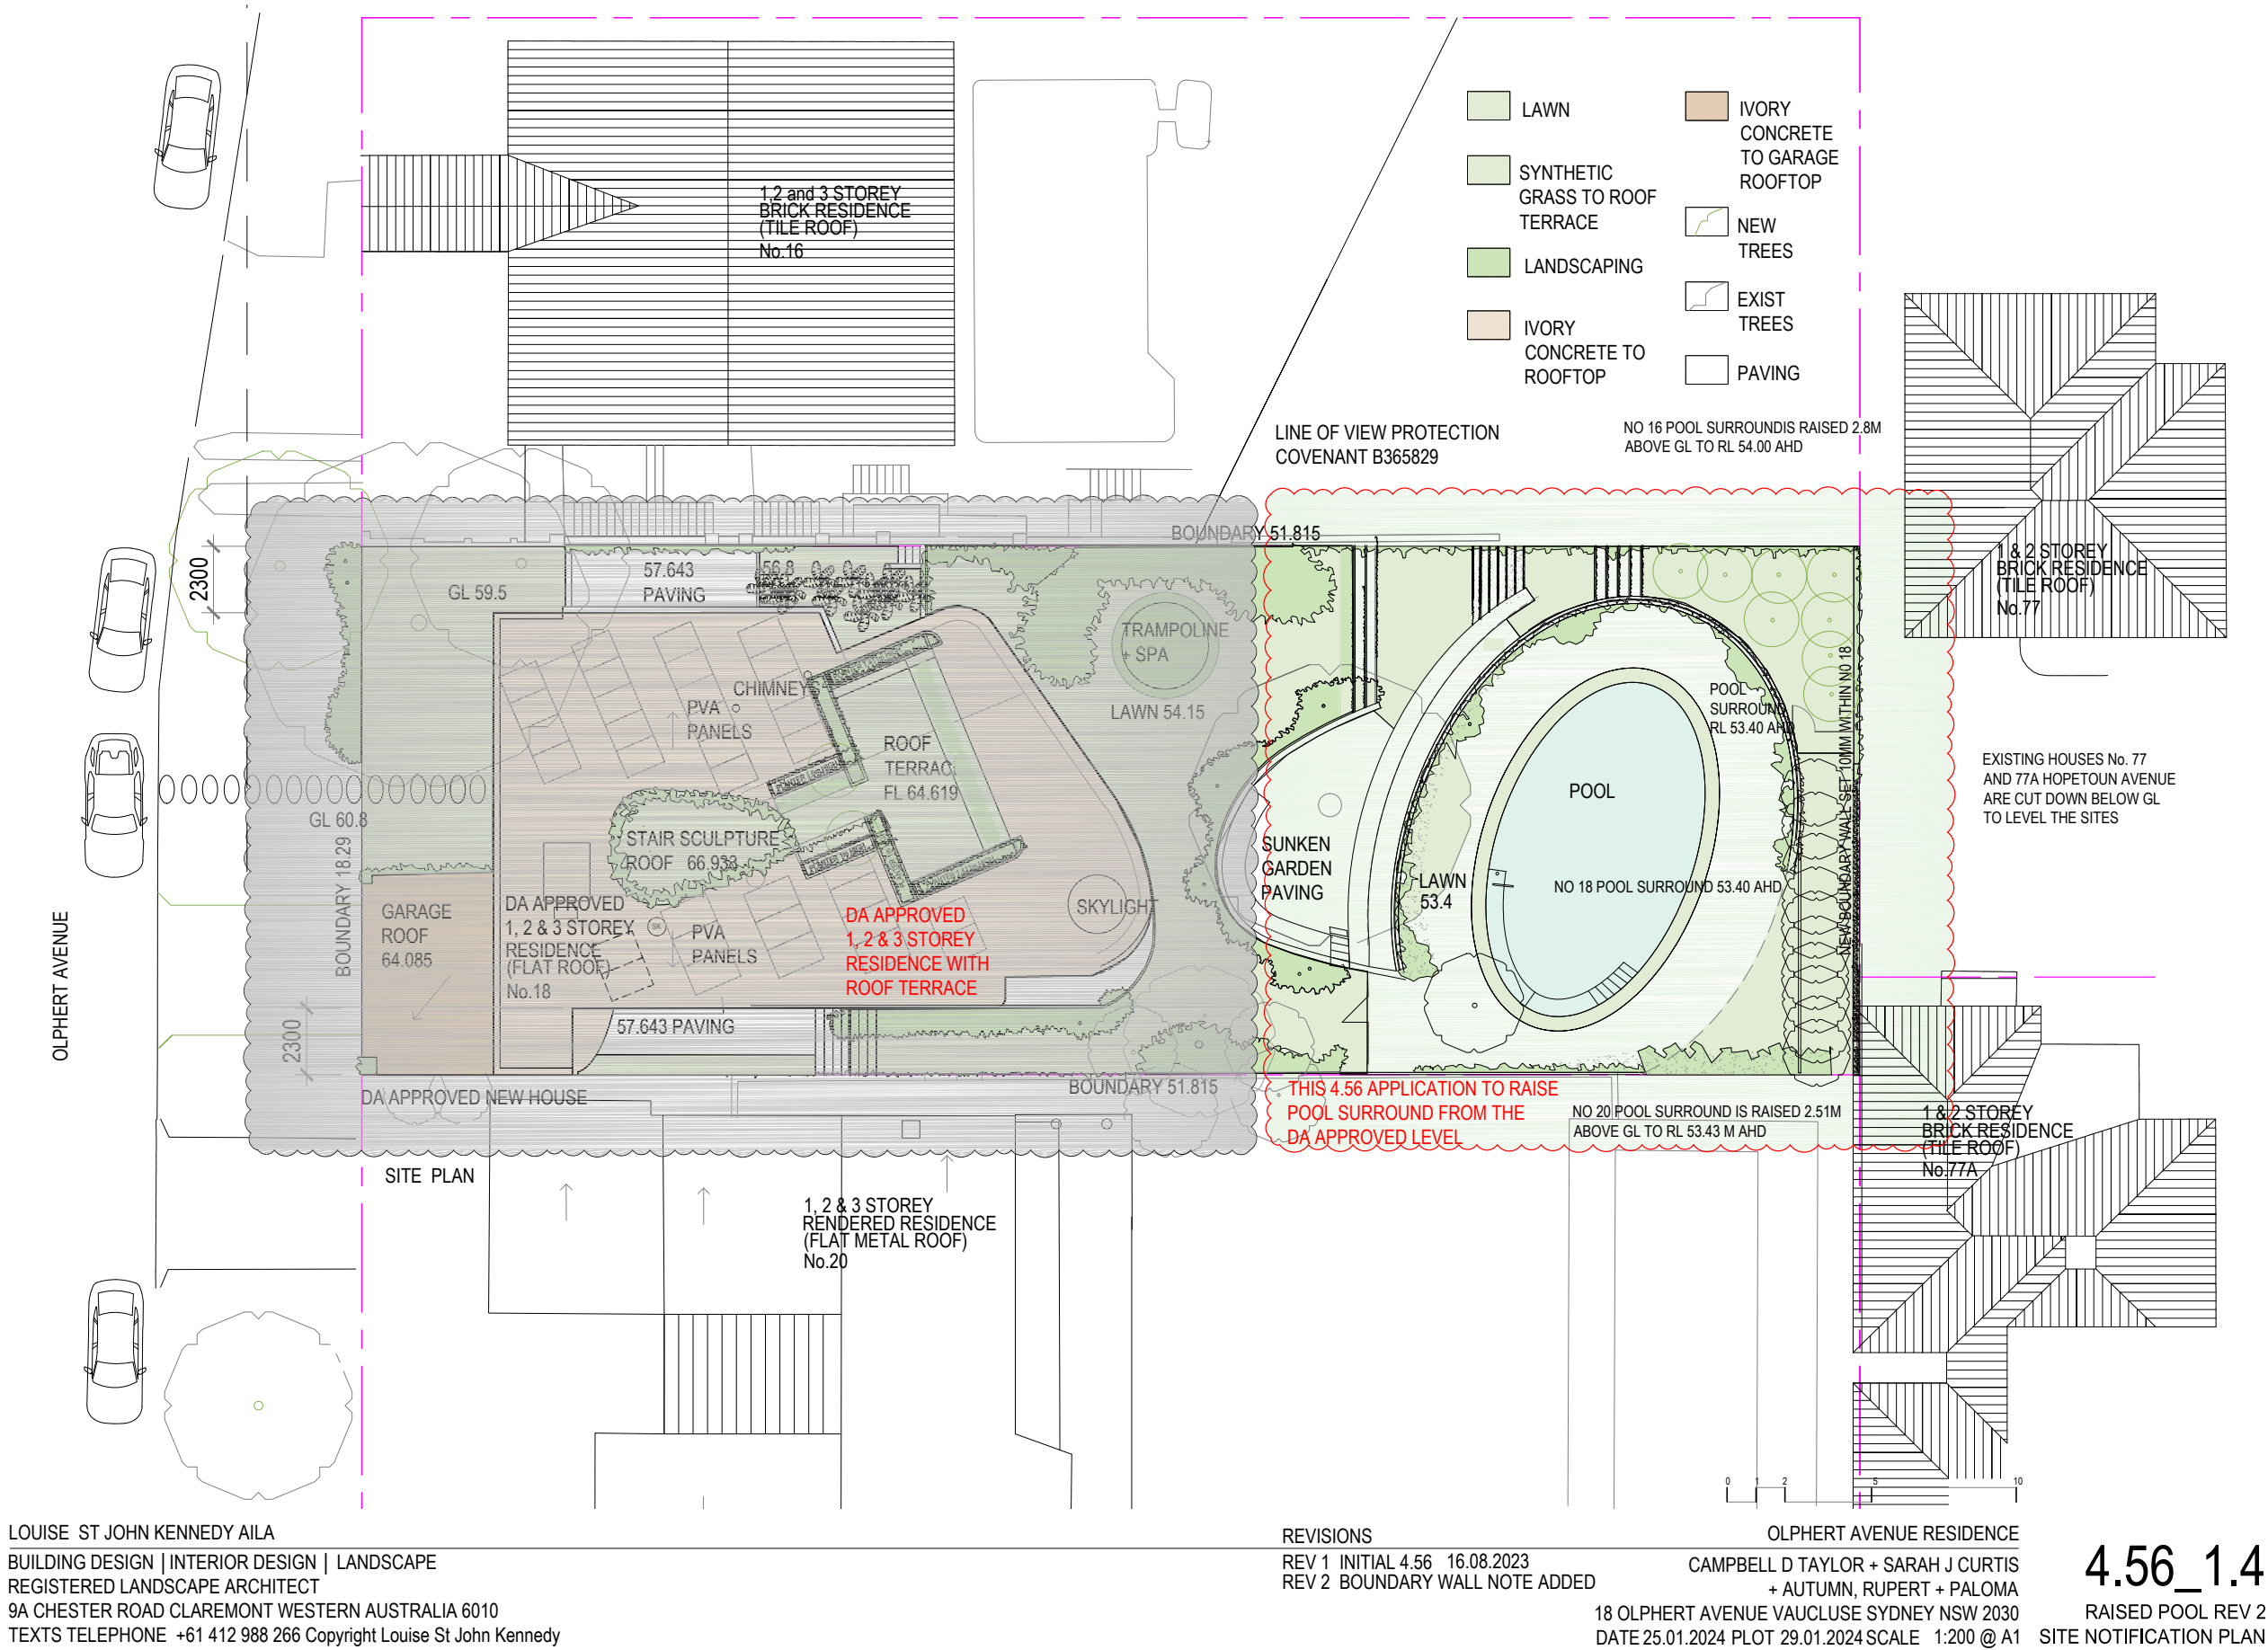 LAWN
SYNTHETIC
GRASS TO ROOF
TERRACE
LANDSCAPING
IVORY
CONCRETE TO
ROOFTOP
IVORY
CONCRETE
TO GARAGE
ROOFTOP
NEW
TREES
EXIST
TREES
PAVING
1,2 and 3 STOREY
BRICK RESIDENCE
(TILE ROOF)
No.16
LINE OF VIEW PROTECTION
COVENANT B365829
NO 16 POOL SURROUNDIS RAISED 2.8M
ABOVE GL TO RL 54.00 AHD
BOUNDARY 51.815
1 & 2 STOREY
BRICK RESIDENCE
(TILE ROOF)
No.77
2300
GL 59.5
57.643
PAVING
56.8
TRAMPOLINE
+ SPA
LAWN 54.15
CHIMNEYS
PVA
PANELS
ROOF
TERRAC
FL 64.619
POOL
SURROUND
RL 53.40 AHD
POOL
EXISTING HOUSES No. 77
AND 77A HOPETOUN AVENUE
ARE CUT DOWN BELOW GL
TO LEVEL THE SITES
GL 60.8
STAIR SCULPTURE
ROOF 66.933
SUNKEN
GARDEN
PAVING
LAWN
53.4
NO 18 POOL SURROUND 53.40 AHD
NEW BOUNDARY WALL SET 10MM WITHIN N0 18
BOUNDARY 18.29
OLPHERT AVENUE
GARAGE
ROOF
64.085
DA APPROVED
1, 2 & 3 STOREY
RESIDENCE
(FLAT ROOF)
No.18
SK
PVA
PANELS
DA APPROVED
1, 2 & 3 STOREY
RESIDENCE WITH
ROOF TERRACE
SKYLIGHT
57.643 PAVING
2300
DA APPROVED NEW HOUSE
BOUNDARY 51.815
THIS 4.56 APPLICATION TO RAISE
POOL SURROUND FROM THE
DA APPROVED LEVEL
NO 20 POOL SURROUND IS RAISED 2.51M
ABOVE GL TO RL 53.43 M AHD
1 & 2 STOREY
BRICK RESIDENCE
(TILE ROOF)
No.77A
SITE PLAN
1, 2 & 3 STOREY
RENDERED RESIDENCE
(FLAT METAL ROOF)
No.20
0 1 2 5 10
LOUISE ST JOHN KENNEDY AILA
BUILDING DESIGN | INTERIOR DESIGN | LANDSCAPE
REGISTERED LANDSCAPE ARCHITECT
9A CHESTER ROAD CLAREMONT WESTERN AUSTRALIA 6010
TEXTS TELEPHONE +61 412 988 266 Copyright Louise St John Kennedy
REVISIONS
REV 1 INITIAL 4.56 16.08.2023
REV 2 BOUNDARY WALL NOTE ADDED
OLPHERT AVENUE RESIDENCE
CAMPBELL D TAYLOR + SARAH J CURTIS
+ AUTUMN, RUPERT + PALOMA
18 OLPHERT AVENUE VAUCLUSE SYDNEY NSW 2030
DATE 25.01.2024 PLOT 29.01.2024 SCALE 1:200 @ A1
4.56_1.4
RAISED POOL REV 2
SITE NOTIFICATION PLAN